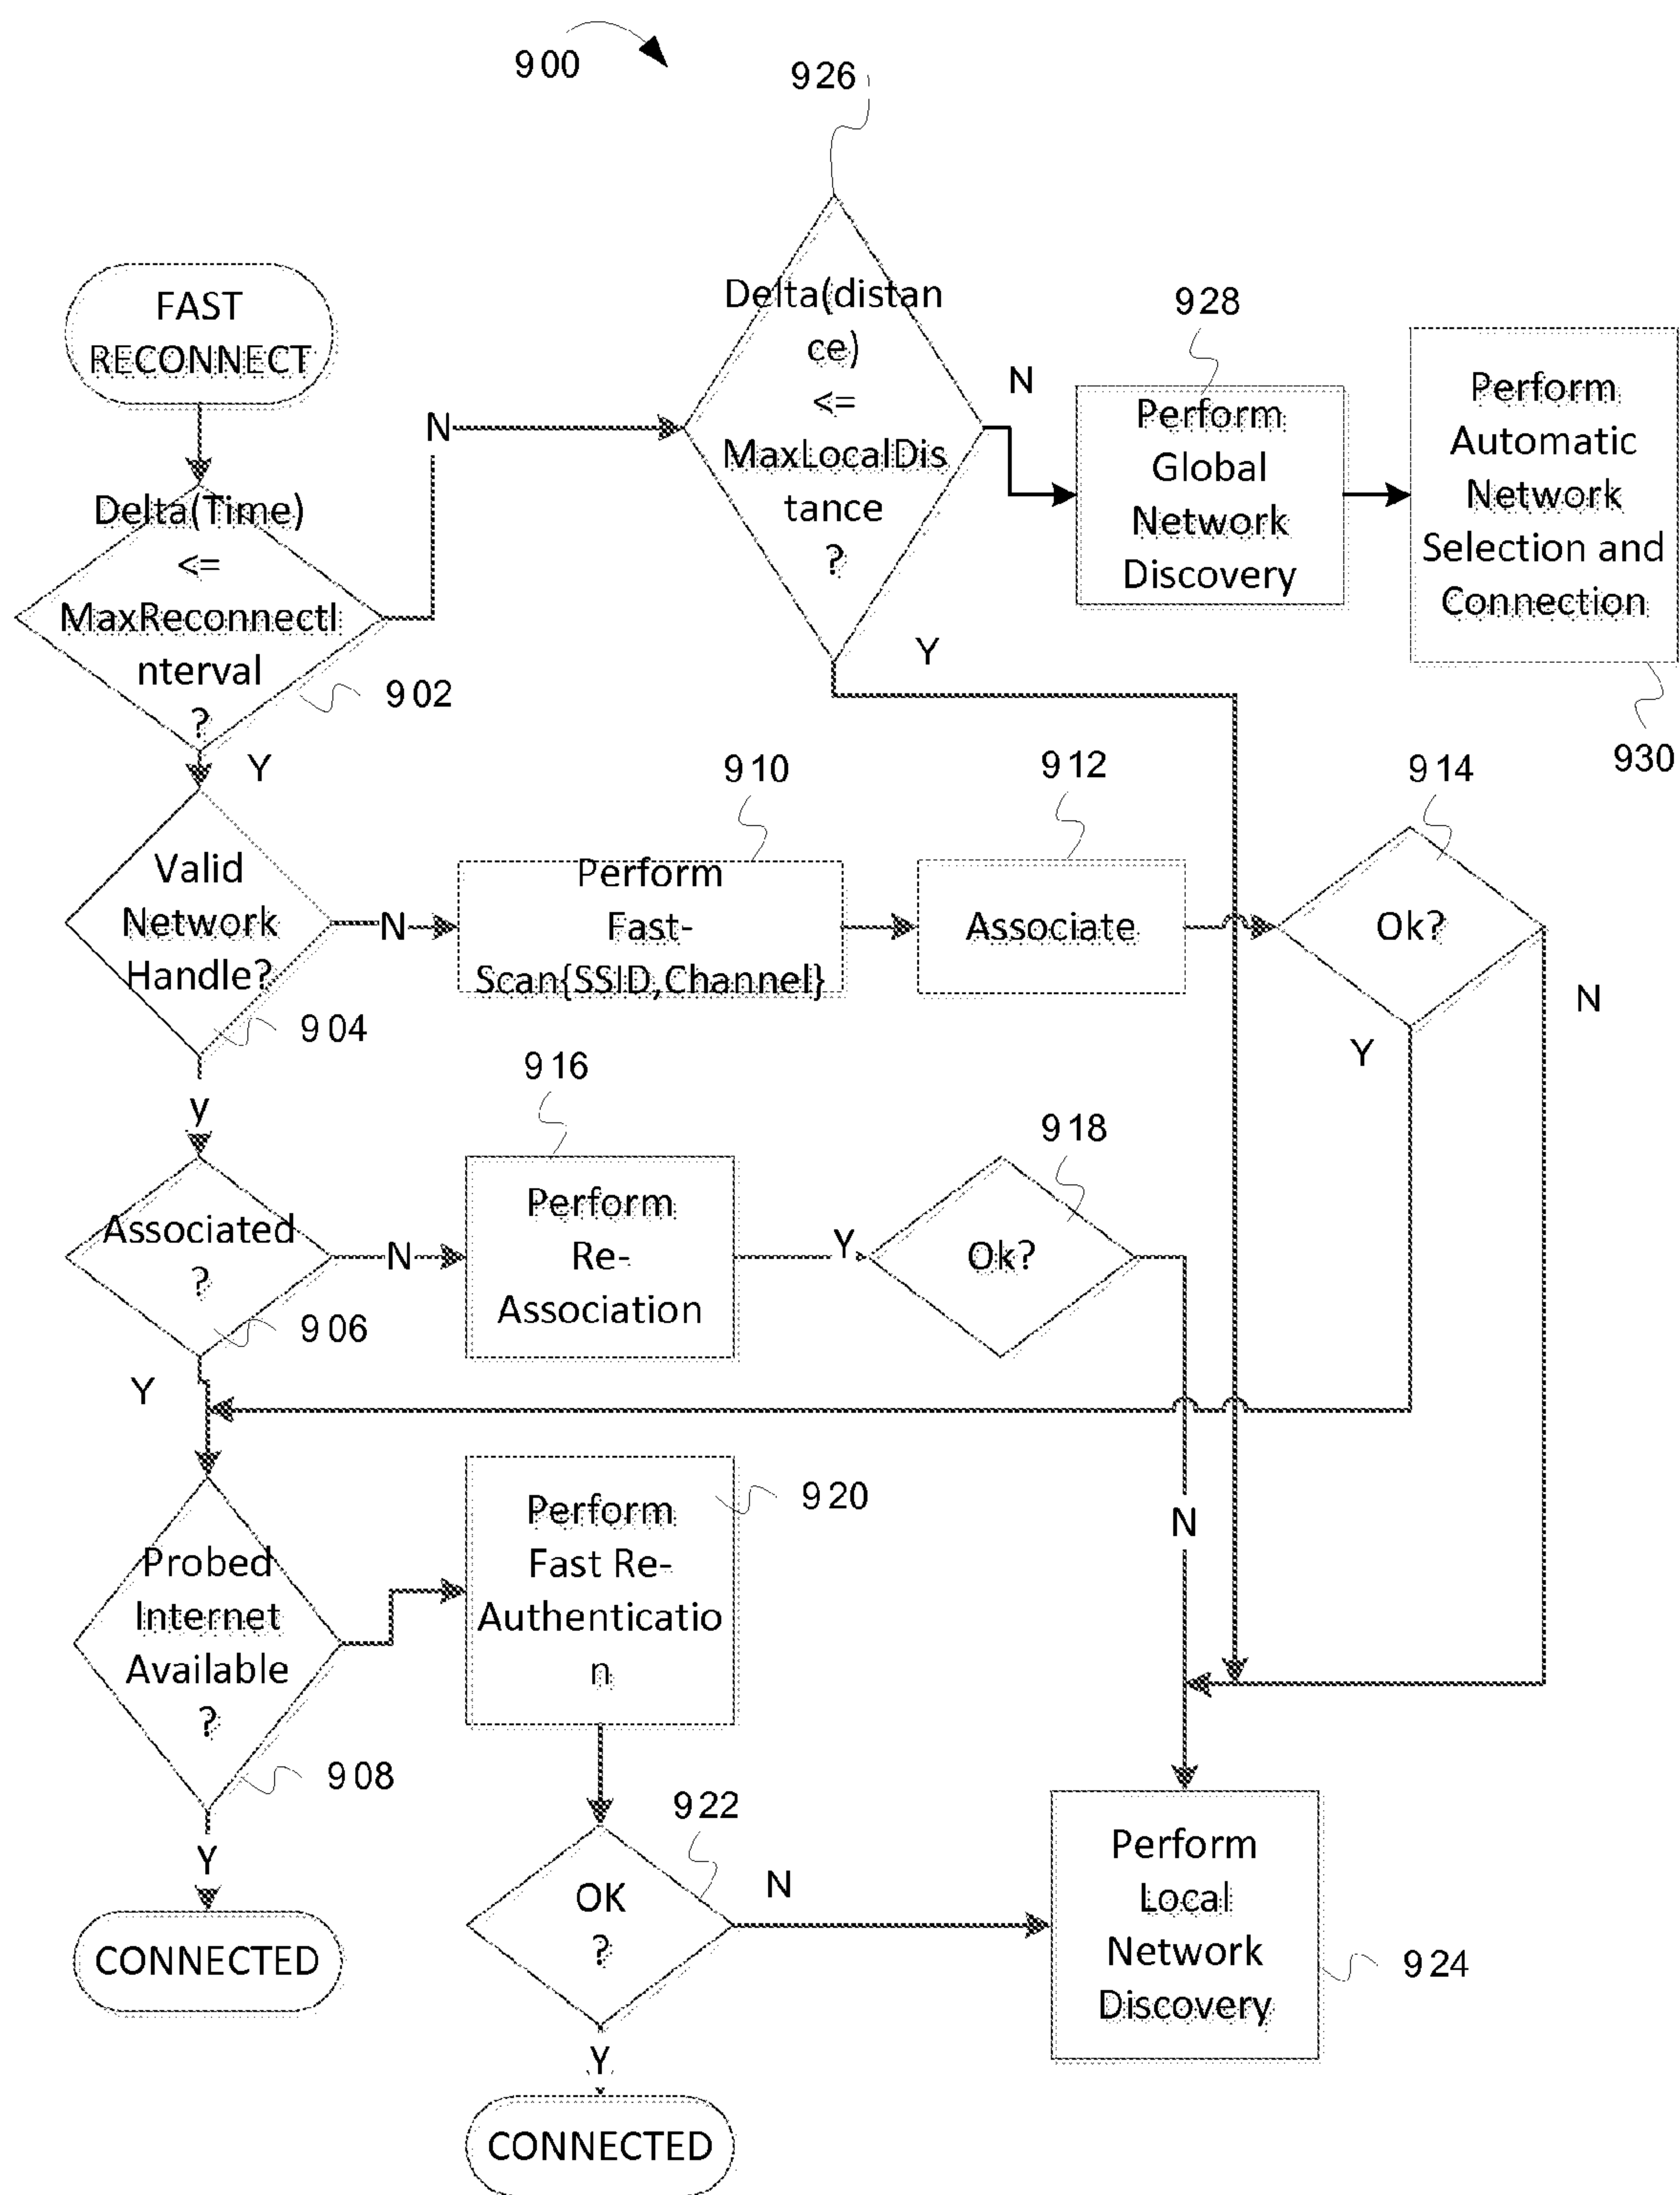 900
926
FAST
RECONNECT
Delta(Time)
<=
MaxReconnectI
nterval
?
902
N
Y
Delta(distan
ce)
<=
MaxLocalDis
tance
?
N
Y
928
Perform
Global
Network
Discovery
Perform
Automatic
Network
Selection and
Connection
930
Valid
Network
Handle?
904
N
y
910
Perform
Fast-
Scan{SSID,Channel}
912
Associate
914
Ok?
N
Y
Associated
?
906
N
Y
916
Perform
Re-
Association
Y
918
Ok?
N
Probed
Internet
Available
?
908
Y
CONNECTED
920
Perform
Fast Re-
Authenticatio
n
922
OK
?
N
Y
CONNECTED
Perform
Local
Network
Discovery
924